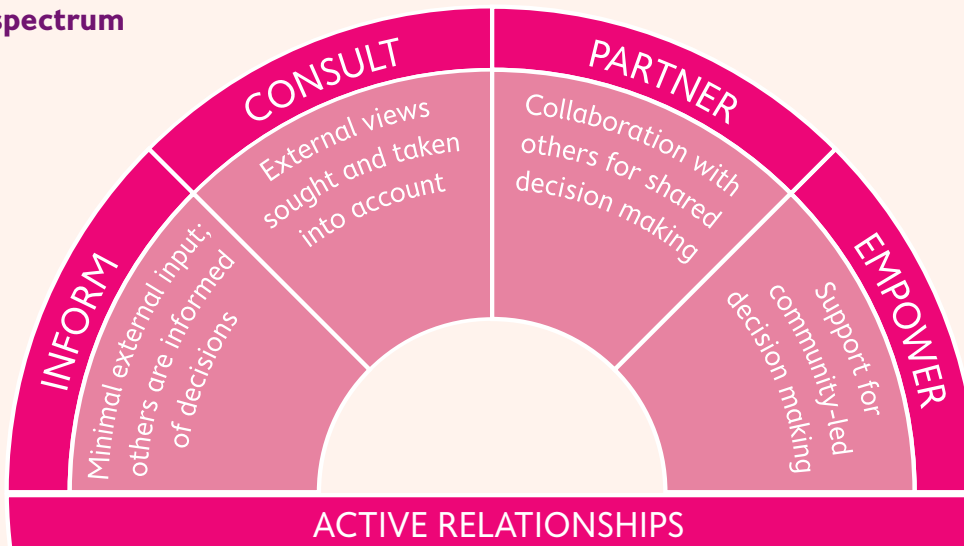 spectrum
INFORM
Minimal external input;
others are informed
of decisions
CONSULT
External views
sought and taken
into account
PARTNER
Collaboration with
others for shared
decision making
EMPOWER
Support for
community-led
decision making
ACTIVE RELATIONSHIPS